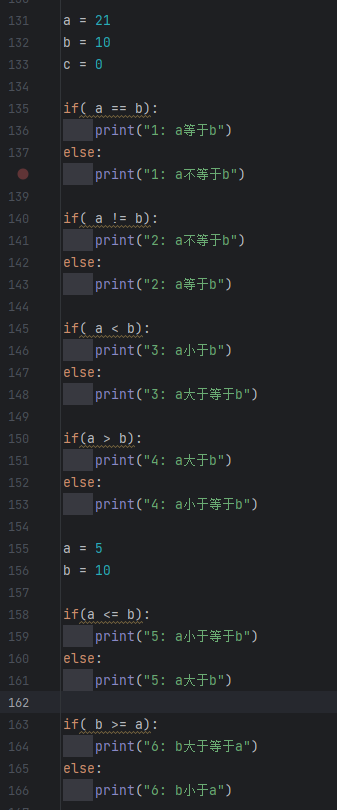 131 a = 21
132 b = 10
133 c = 0
134
135 if( a == b):
136     print("1: a等于b")
137 else:
    print("1: a不等于b")
139
140 if( a != b):
141     print("2: a不等于b")
142 else:
143     print("2: a等于b")
144
145 if( a < b):
146     print("3: a小于b")
147 else:
148     print("3: a大于等于b")
149
150 if(a > b):
151     print("4: a大于b")
152 else:
153     print("4: a小于等于b")
154
155 a = 5
156 b = 10
157
158 if(a <= b):
159     print("5: a小于等于b")
160 else:
161     print("5: a大于b")
162
163 if( b >= a):
164     print("6: b大于等于a")
165 else:
166     print("6: b小于a")